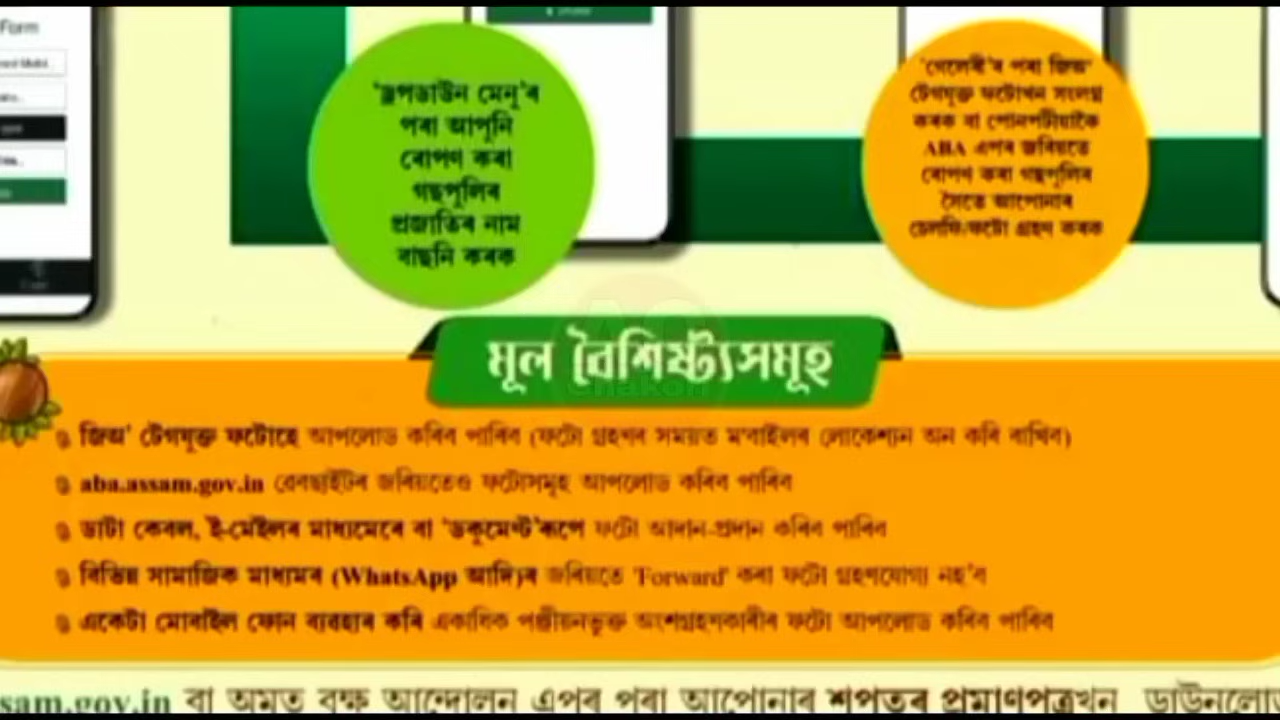 Form
'ড্ৰপডাউন মেনু'ৰ
পৰা আপুনি
ৰোপণ কৰা
গছপুলিৰ
প্ৰজাতিৰ নাম
বাছনি কৰক
'গেলেৰী'ৰ পৰা জিঅ'
টেগযুক্ত ফটোখন সংলগ্ন
কৰক বা পোনপটীয়াকৈ
ABA এপৰ জৰিয়তে
ৰোপণ কৰা গছপুলিৰ
সৈতে আপোনাৰ
চেলফি/ফটো গ্ৰহণ কৰক
মূল বৈশিষ্ট্যসমূহ
জিঅ' টেগযুক্ত ফটোহে আপলোড কৰিব পাৰিব (ফটো গ্ৰহণৰ সময়ত ম'বাইলৰ লোকেশ্যন অন কৰি ৰাখিব)
aba.assam.gov.in ৱেবছাইটৰ জৰিয়তেও ফটোসমূহ আপলোড কৰিব পাৰিব
ডাটা কেবল, ই-মেইলৰ মাধ্যমেৰে বা 'ডকুমেণ্ট'ৰূপে ফটো আদান-প্ৰদান কৰিব পাৰিব
বিভিন্ন সামাজিক মাধ্যমৰ (WhatsApp আদি)ৰ জৰিয়তে 'Forward' কৰা ফটো গ্ৰহণযোগ্য নহ'ব
একেটা মোবাইল ফোন ব্যৱহাৰ কৰি একাধিক পঞ্জীয়নভুক্ত অংশগ্ৰহণকাৰীৰ ফটো আপলোড কৰিব পাৰিব
ssam.gov.in বা অমৃত বৃক্ষ আন্দোলন এপৰ পৰা আপোনাৰ শপতৰ প্ৰমাণপত্ৰখন ডাউনলোড